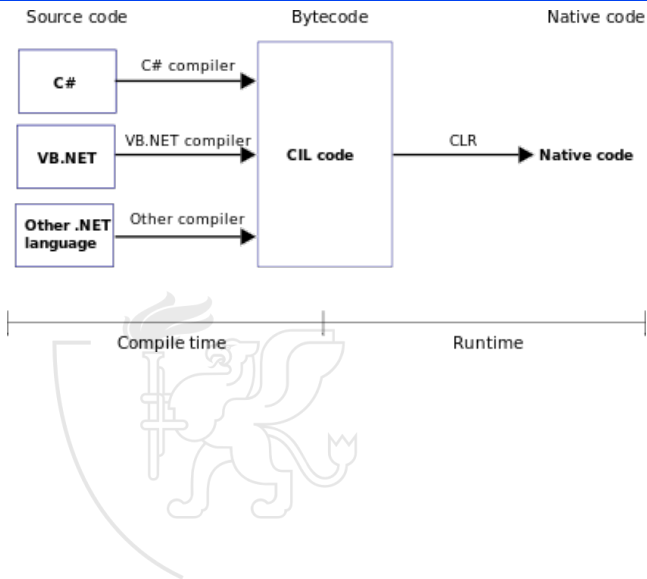 Source code
Bytecode
Native code
C#
C# compiler
VB.NET
VB.NET compiler
CIL code
CLR
Native code
Other .NET
language
Other compiler
Compile time
Runtime